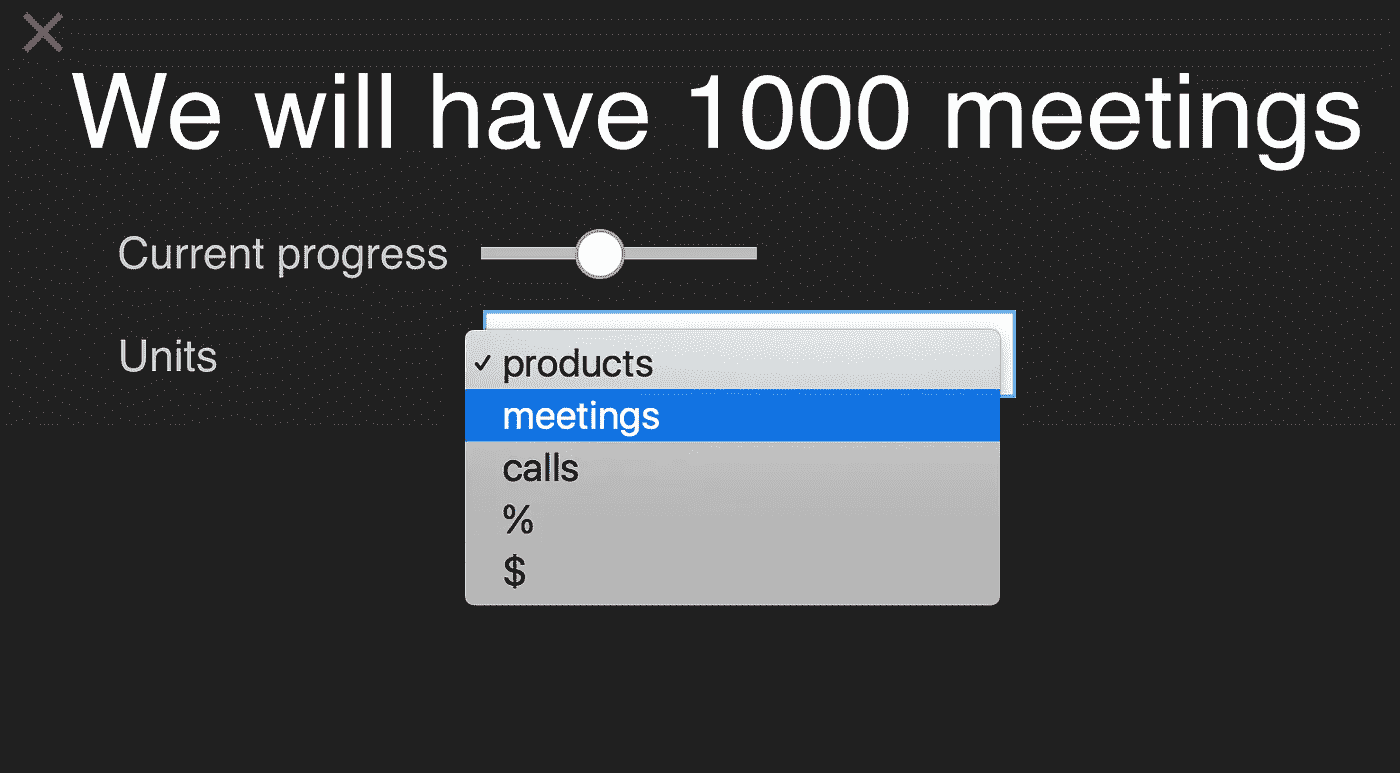 We will have 1000 meetings
Current progress
Units
✓ products
meetings
calls
%
$